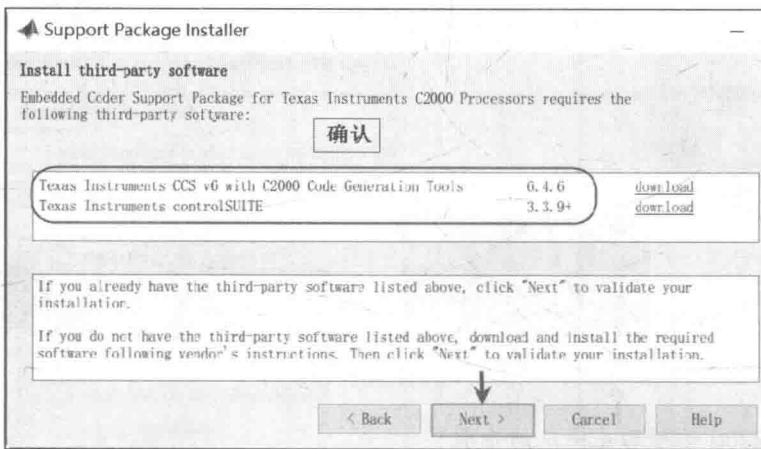 Support Package Installer
Install third-party software
Embedded Coder Support Package for Texas Instruments C2000 Processors requires the
following third-party software:
确认
Texas Instruments CCS v6 with C2000 Code Generation Tools 6.4.6 download
Texas Instruments controlSUITE 3.3.9+ download
If you already have the third-party software listed above, click "Next" to validate your
installation.
If you do not have the third-party software listed above, download and install the required
software following vendor's instructions. Then click "Next" to validate your installation.
< Back Next > Cancel Help